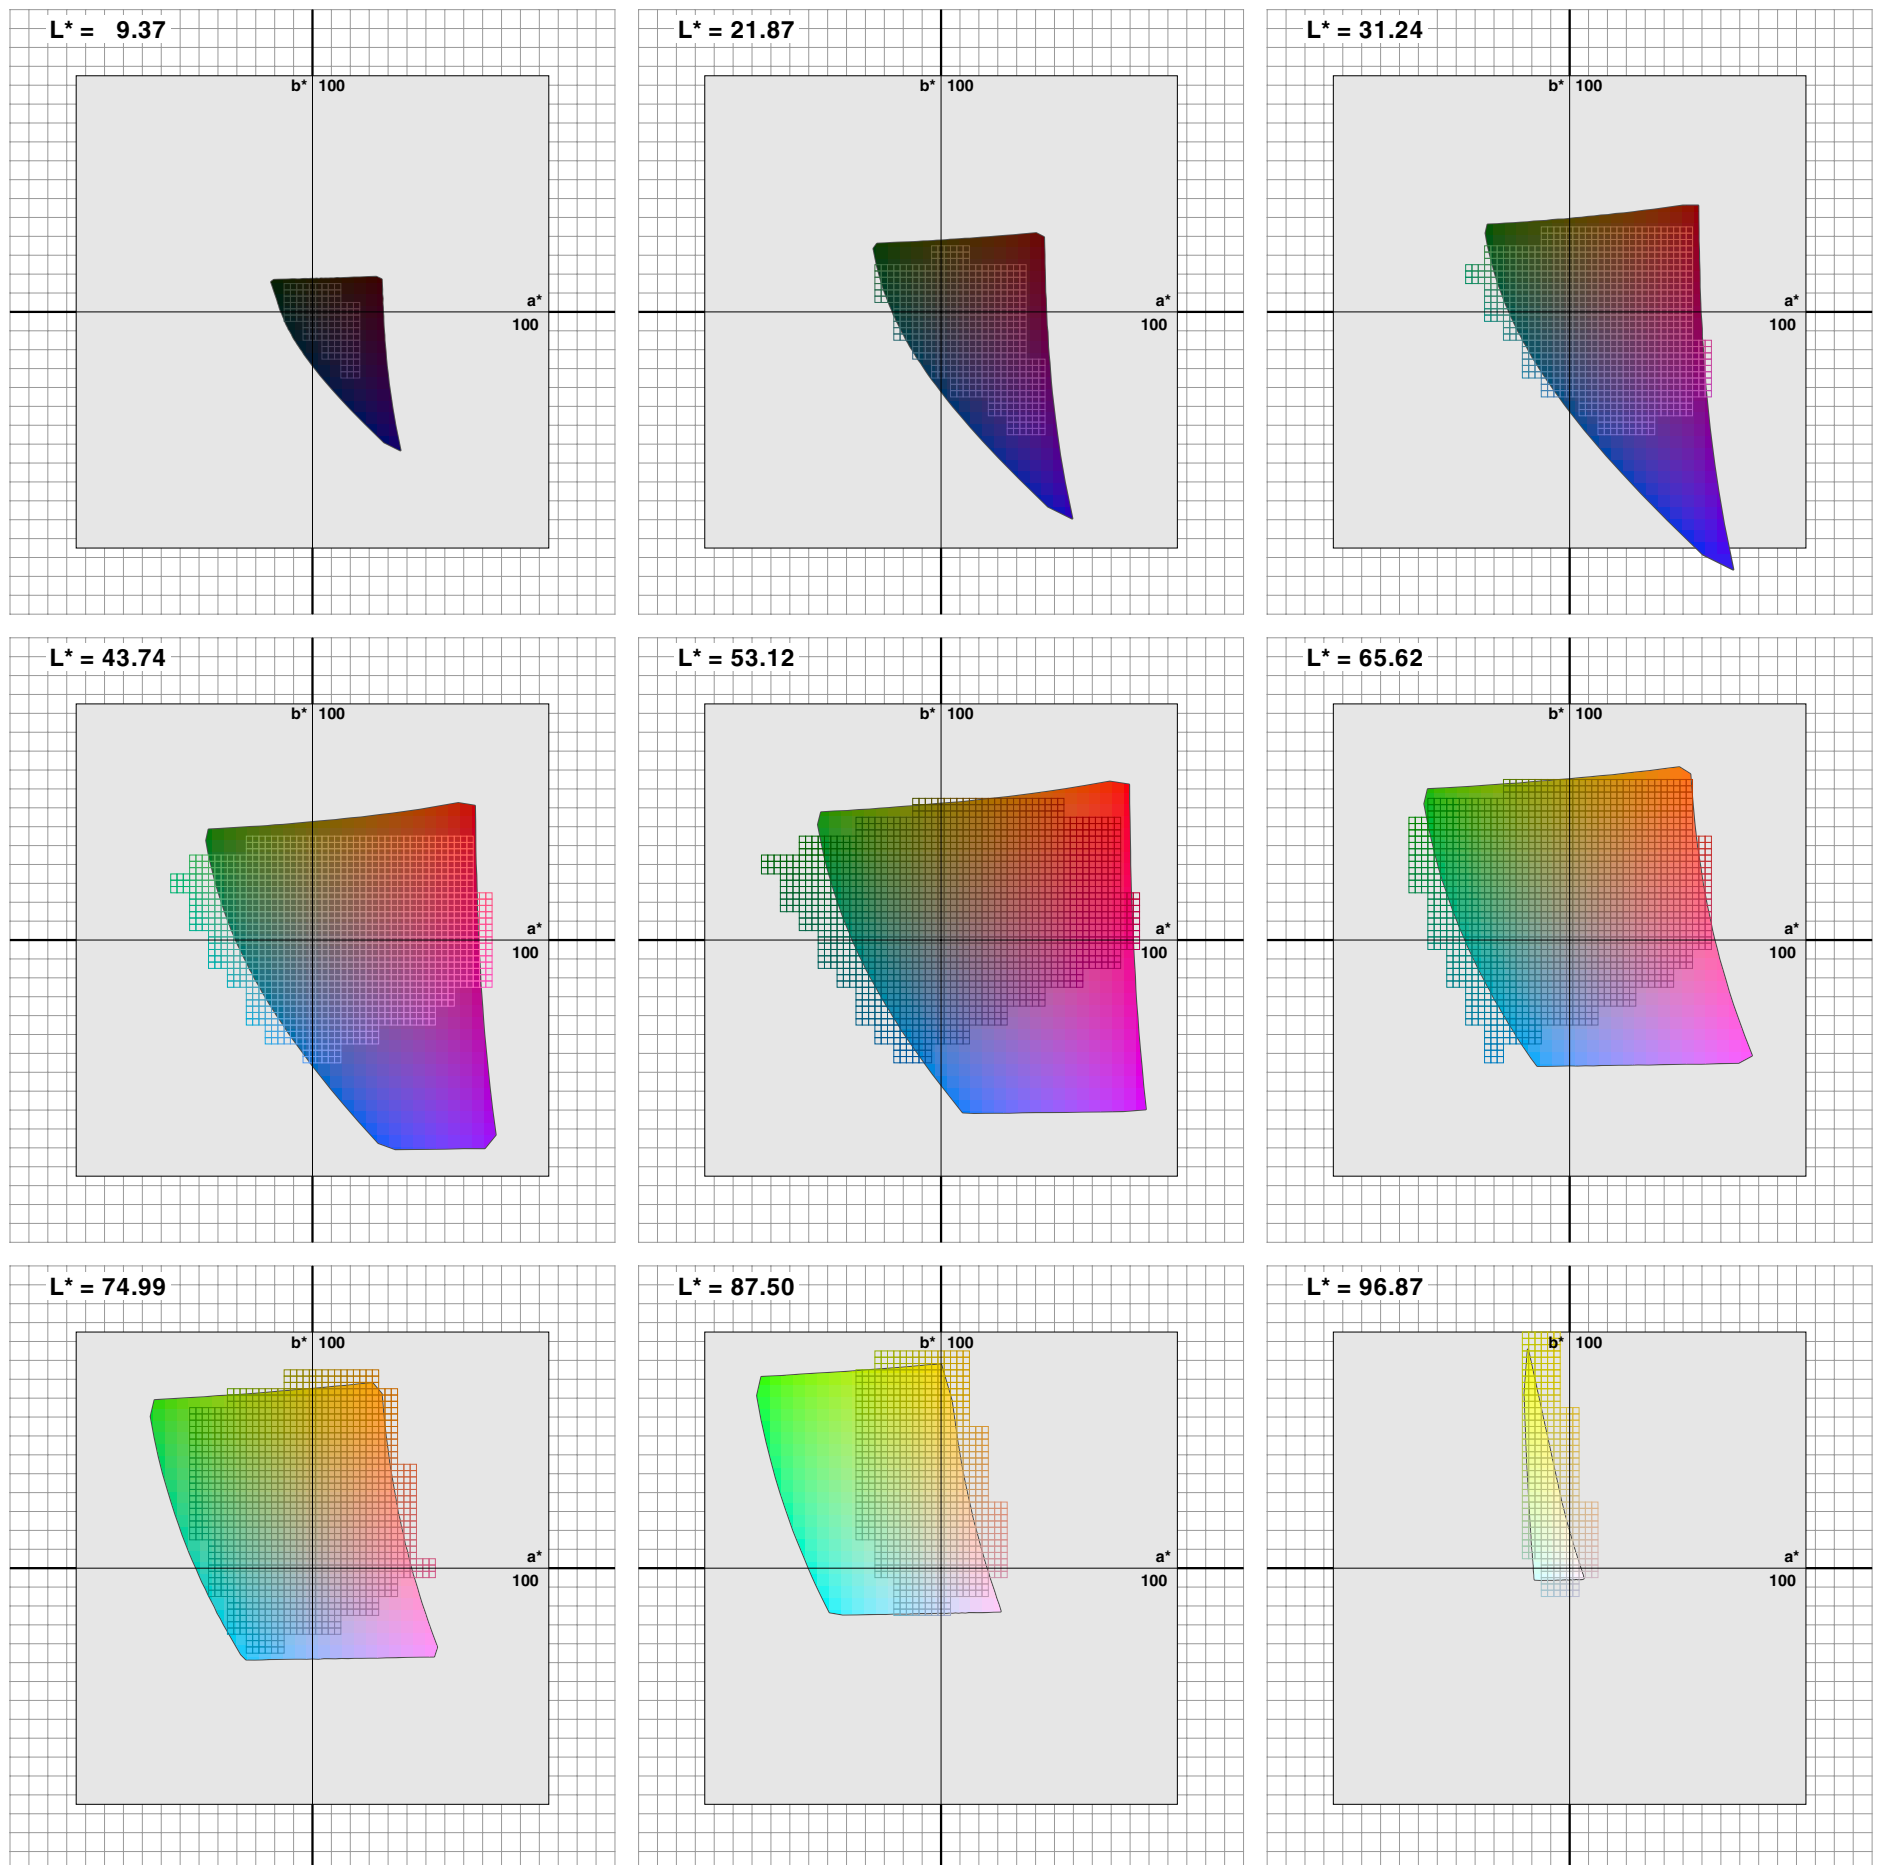 L* = 9.37
b* 100
a*
100
L* = 21.87
b* 100
a*
100
L* = 31.24
b* 100
a*
100
L* = 43.74
b* 100
a*
100
L* = 53.12
b* 100
a*
100
L* = 65.62
b* 100
a*
100
L* = 74.99
b* 100
a*
100
L* = 87.50
b* 100
a*
100
L* = 96.87
b* 100
a*
100